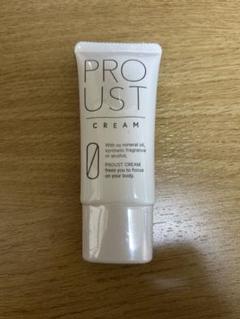 PRO
UST
CREAM
0
With no mineral oil,
synthetic fragrance
or alcohol.
PROUST CREAM
frees you to focus
on your body.